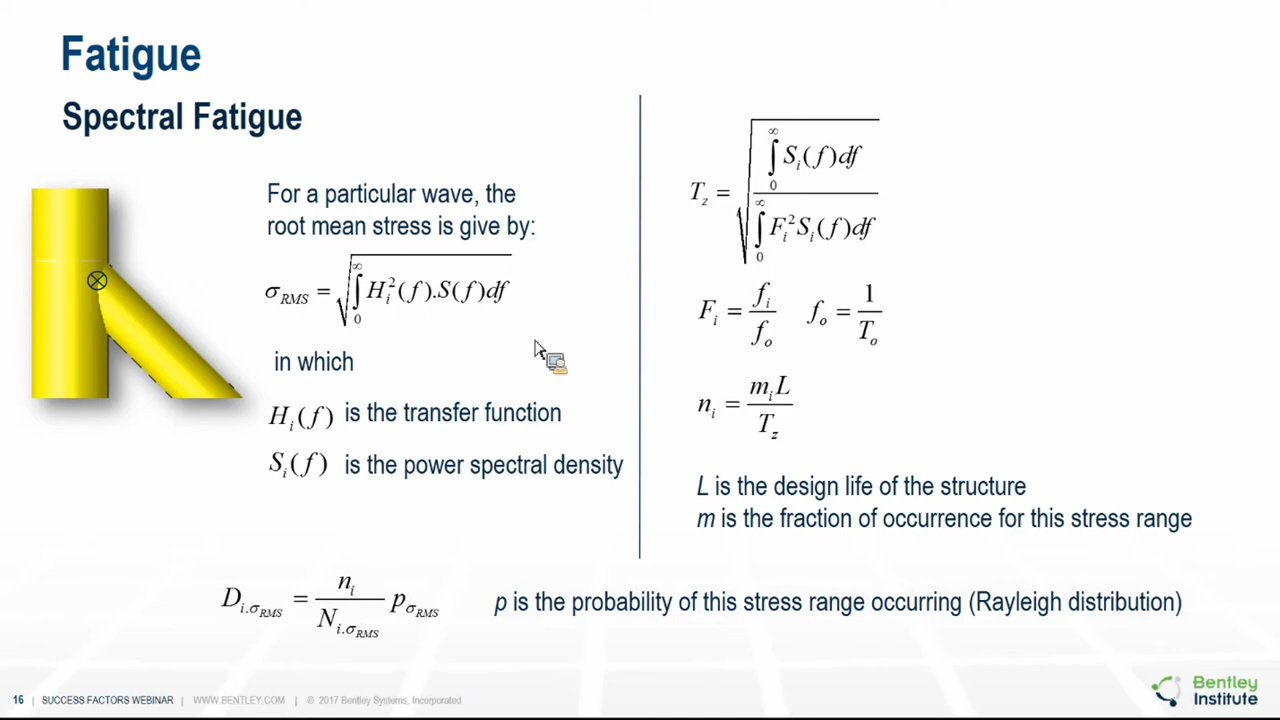 Fatigue
Spectral Fatigue
For a particular wave, the
root mean stress is give by:
σ_RMS = √(∫₀^∞ H_i²(f).S(f)df)
in which
H_i(f) is the transfer function
S_i(f) is the power spectral density
T_z = √(∫₀^∞ S_i(f)df / ∫₀^∞ F_i² S_i(f)df)
F_i = f_i / f_o   f_o = 1 / T_o
n_i = m_i L / T_z
L is the design life of the structure
m is the fraction of occurrence for this stress range
D_i.σ_RMS = n_i / N_i.σ_RMS p_σ_RMS   p is the probability of this stress range occurring (Rayleigh distribution)
16 | SUCCESS FACTORS WEBINAR | WWW.BENTLEY.COM | © 2017 Bentley Systems, Incorporated
Bentley
Institute